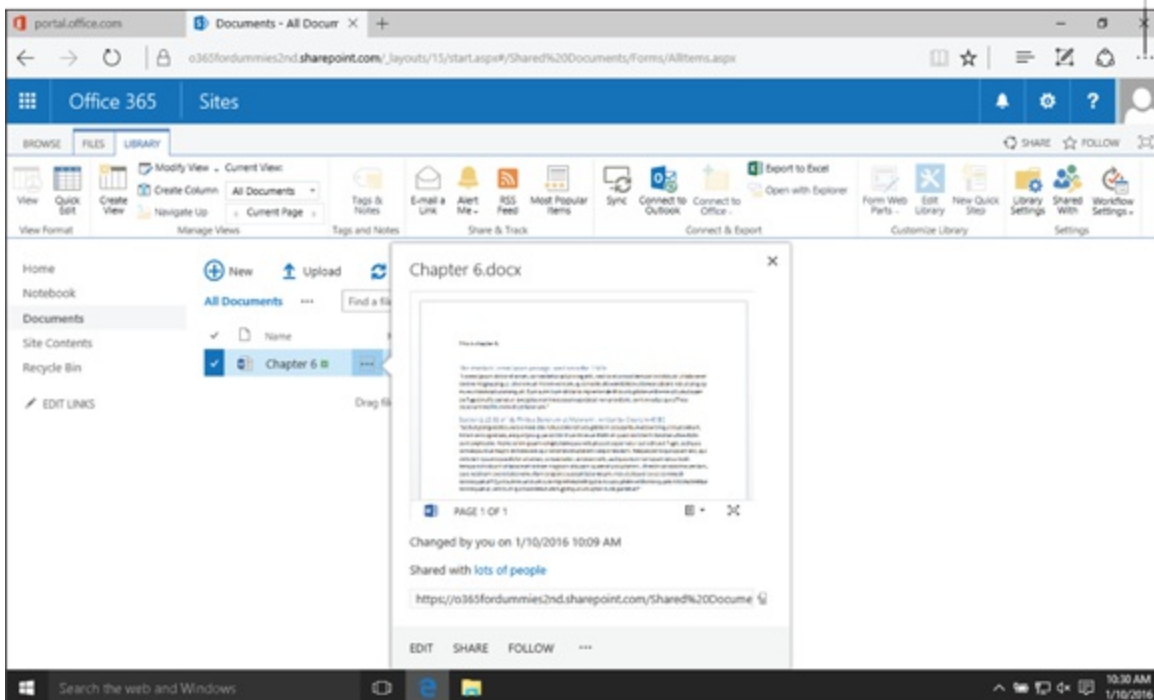 portal.office.com
Documents - All Docum
o365fordummies2nd.sharepoint.com/_layouts/15/start.aspx#/Shared%20Documents/Forms/AllItems.aspx
Office 365 Sites ?
BROWSE FILES LIBRARY SHARE FOLLOW
View
Quick Edit
Create View
Modify View
Create Column
Navigate Up
Current View:
All Documents
Current Page
Tags & Notes
E-mail a Link
Alert Me
RSS Feed
Most Popular Items
Sync
Connect to Outlook
Connect to Office
Export to Excel
Open with Explorer
Form Web Parts
Edit Library
New Quick Step
Library Settings
Shared With
Workflow Settings
View Format
Manage Views
Tags and Notes
Share & Track
Connect & Export
Customize Library
Settings
Home
Notebook
Documents
Site Contents
Recycle Bin
EDIT LINKS
New Upload
All Documents ...
Find a fil
Name
Chapter 6
Drag fil
Chapter 6.docx
This is chapter 6.
PAGE 1 OF 1
Changed by you on 1/10/2016 10:09 AM
Shared with lots of people
https://o365fordummies2nd.sharepoint.com/Shared%20Docume
EDIT SHARE FOLLOW ...
Search the web and Windows
10:30 AM
1/10/2016